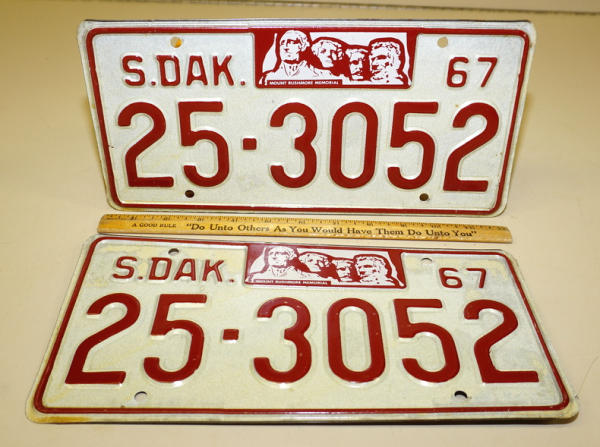 S.DAK. 67
MOUNT RUSHMORE MEMORIAL
25-3052
A GOOD RULE "Do Unto Others As You Would Have Them Do Unto You"
S.DAK. 67
MOUNT RUSHMORE MEMORIAL
25-3052